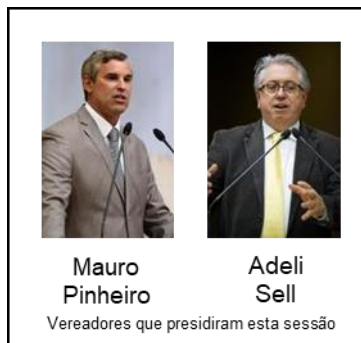 Mauro
Pinheiro
Adeli
Sell
Vereadores que presidiram esta sessão